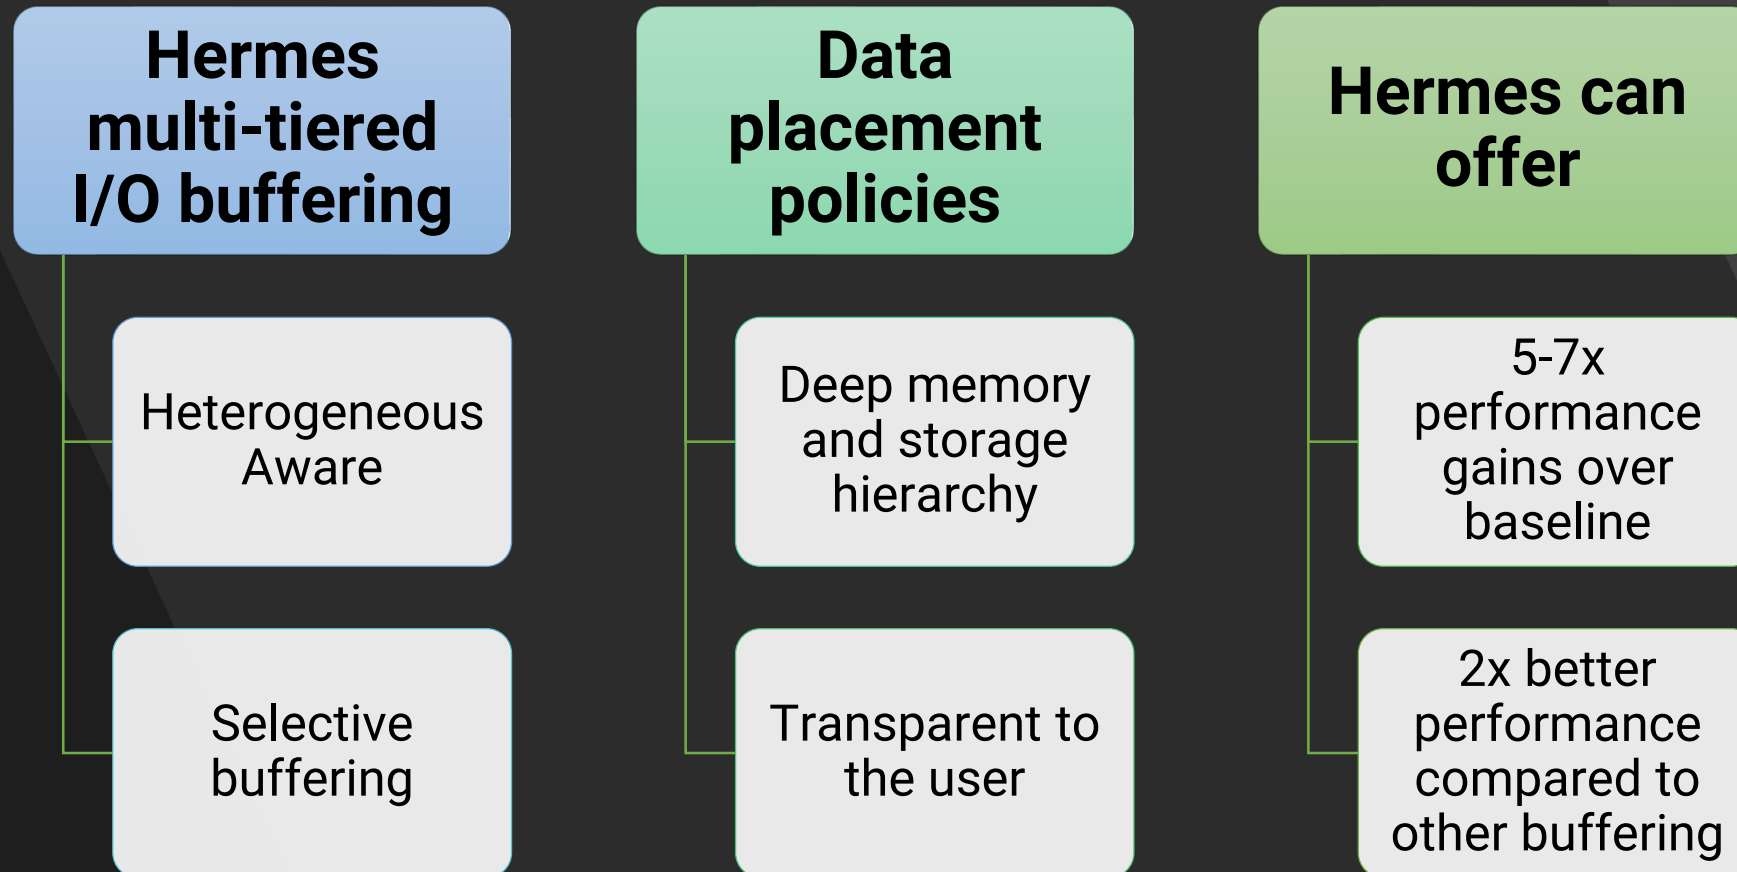 Hermes
multi-tiered
I/O buffering
Heterogeneous
Aware
Selective
buffering
Data
placement
policies
Deep memory
and storage
hierarchy
Transparent to
the user
Hermes can
offer
5-7x
performance
gains over
baseline
2x better
performance
compared to
other buffering